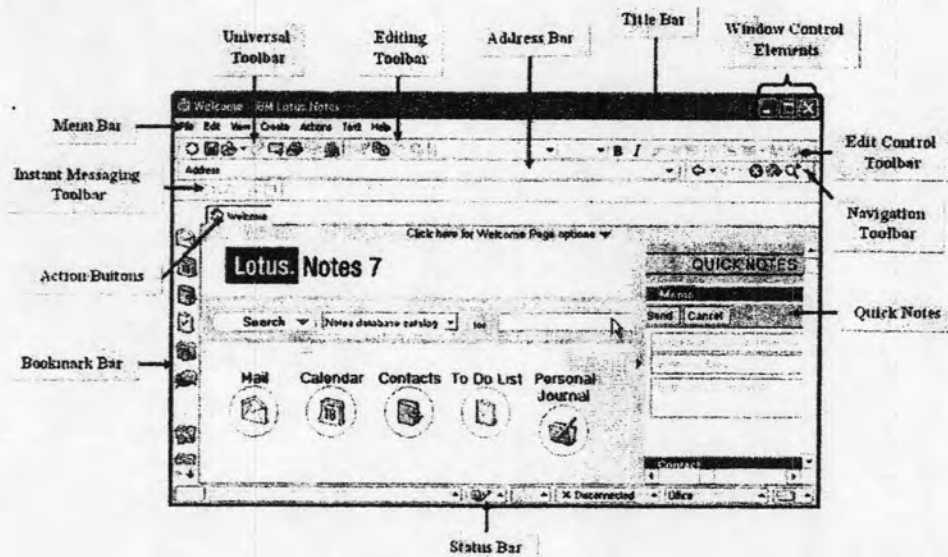 Title Bar
Window Control
Elements
Universal
Toolbar
Editing
Toolbar
Address Bar
Welcome - IBM Lotus Notes
Menu Bar
File Edit View Create Actions Text Help
B I
Edit Control
Toolbar
Address
Instant Messaging
Toolbar
Navigation
Toolbar
Welcome
Click here for Welcome Page options
Lotus. Notes 7
QUICKNOTES
Action Buttons
Memo
Send Cancel
Quick Notes
Search Notes database catalog for
Bookmark Bar
Mail Calendar Contacts To Do List Personal
Journal
16
Contact
Disconnected Office
Status Bar